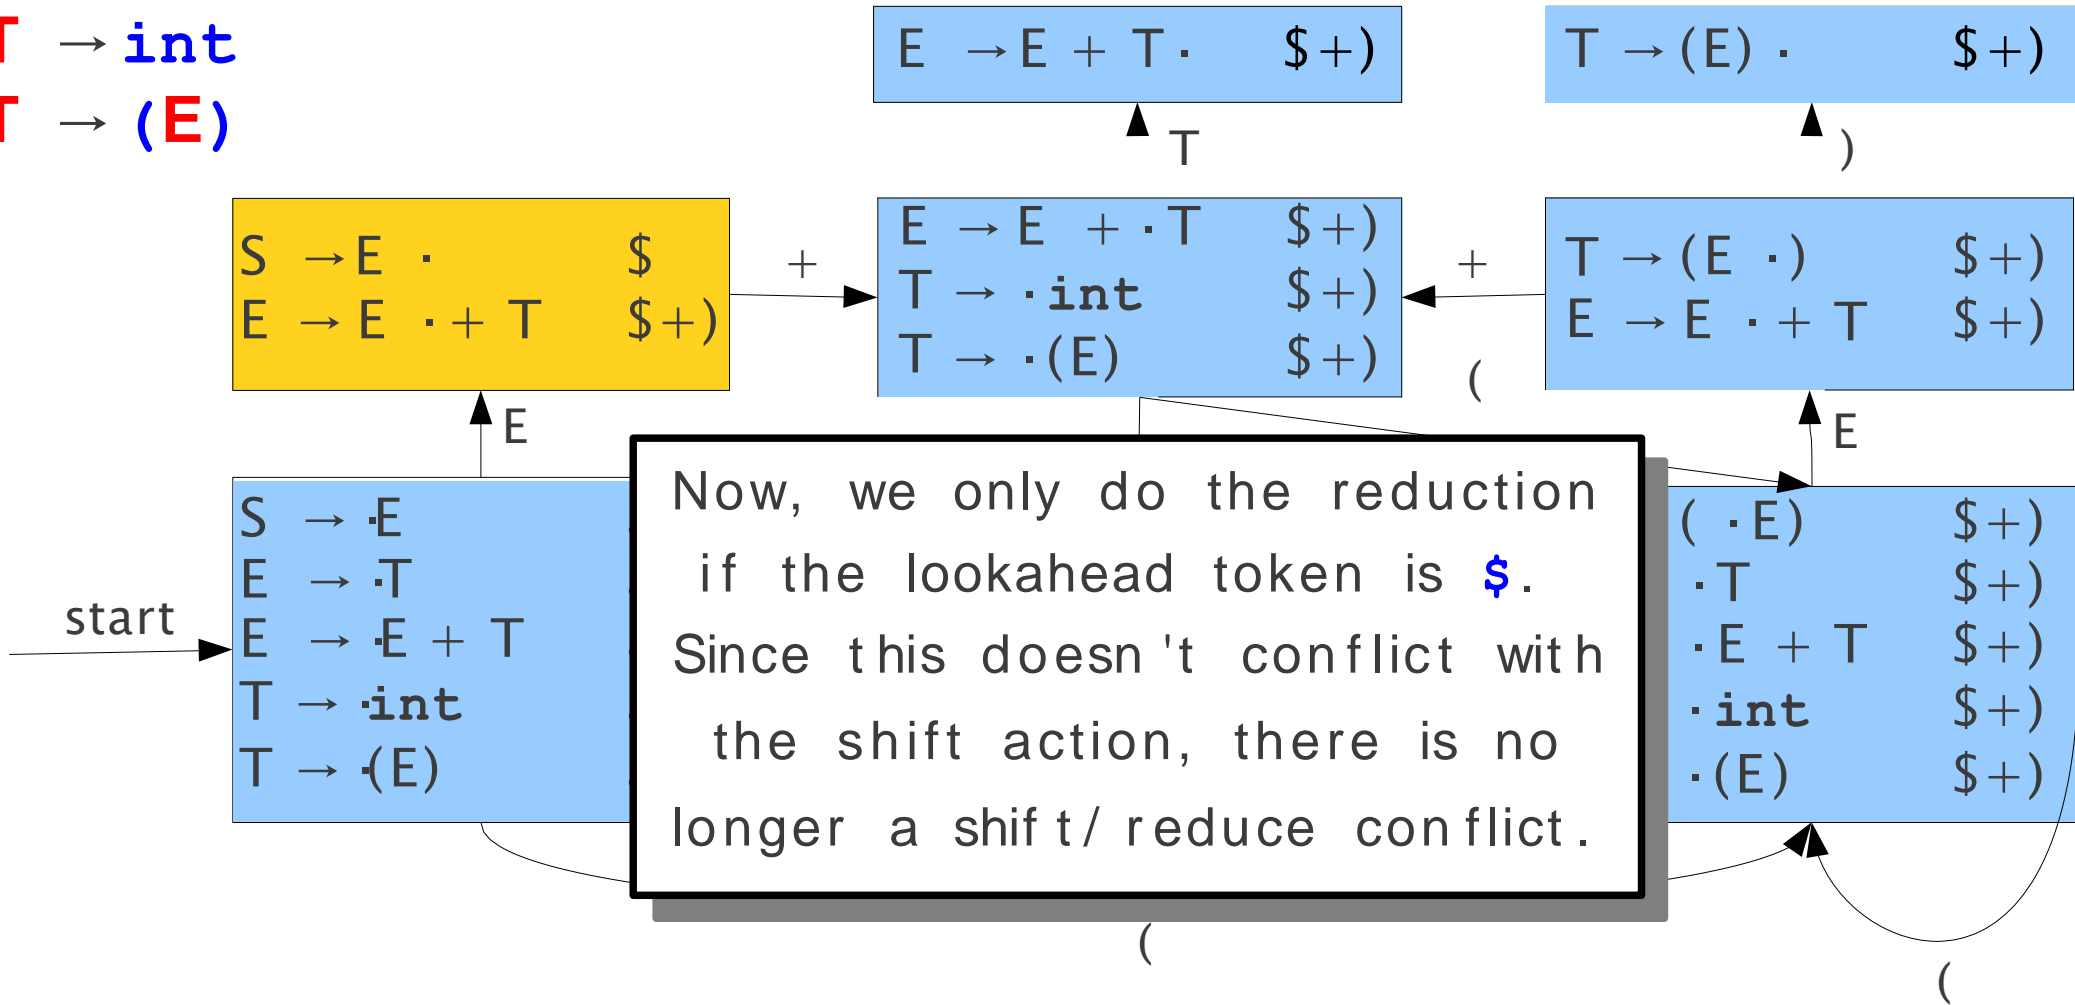 T → int
T → (E)
E → E + T · $+)
T → (E) · $+)
T
)
S → E · $
E → E · + T $+)
+
E → E + · T $+)
T → · int $+)
T → · (E) $+)
+
T → (E · ) $+)
E → E · + T $+)
(
E
E
start
S → ·E
E → ·T
E → ·E + T
T → ·int
T → ·(E)
Now, we only do the reduction
if the lookahead token is $.
Since this doesn't conflict with
the shift action, there is no
longer a shift/reduce conflict.
( · E) $+)
· T $+)
· E + T $+)
· int $+)
· (E) $+)
(
(